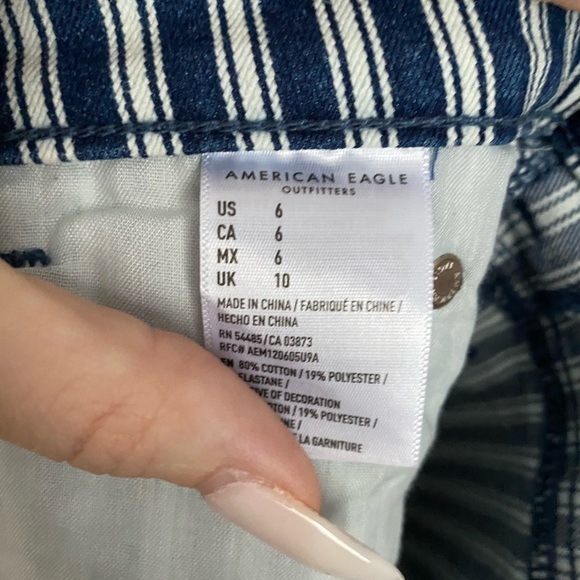 AMERICAN EAGLE
OUTFITTERS
US 6
CA 6
MX 6
UK 10
MADE IN CHINA / FABRIQUÉ EN CHINE /
HECHO EN CHINA
RN 54485/CA 03873
RFC# AEM120605U9A
EN 80% COTTON / 19% POLYESTER /
ELASTANE /
OF DECORATION
/ 19% POLYESTER /
LA GARNITURE